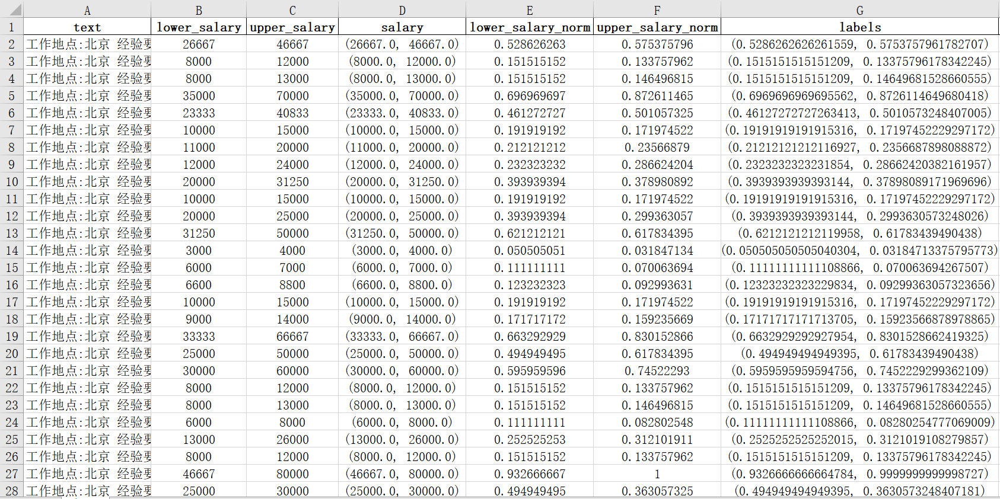 A B C D E F G
1 text lower_salary upper_salary salary lower_salary_norm upper_salary_norm labels
2 工作地点:北京 经验要 26667 46667 (26667.0, 46667.0) 0.528626263 0.575375796 (0.5286262626261559, 0.5753757961782707)
3 工作地点:北京 经验要 8000 12000 (8000.0, 12000.0) 0.151515152 0.133757962 (0.1515151515151209, 0.13375796178342245)
4 工作地点:北京 经验要 8000 13000 (8000.0, 13000.0) 0.151515152 0.146496815 (0.1515151515151209, 0.14649681528660555)
5 工作地点:北京 经验要 35000 70000 (35000.0, 70000.0) 0.696969697 0.872611465 (0.6969696969695562, 0.8726114649680418)
6 工作地点:北京 经验要 23333 40833 (23333.0, 40833.0) 0.461272727 0.501057325 (0.46127272727263413, 0.5010573248407005)
7 工作地点:北京 经验要 10000 15000 (10000.0, 15000.0) 0.191919192 0.171974522 (0.19191919191915316, 0.17197452229297172)
8 工作地点:北京 经验要 11000 20000 (11000.0, 20000.0) 0.212121212 0.23566879 (0.21212121212116927, 0.2356687898088872)
9 工作地点:北京 经验要 12000 24000 (12000.0, 24000.0) 0.232323232 0.286624204 (0.2323232323231854, 0.28662420382161957)
10 工作地点:北京 经验要 20000 31250 (20000.0, 31250.0) 0.393939394 0.378980892 (0.3939393939393144, 0.37898089171969696)
11 工作地点:北京 经验要 10000 15000 (10000.0, 15000.0) 0.191919192 0.171974522 (0.19191919191915316, 0.17197452229297172)
12 工作地点:北京 经验要 20000 25000 (20000.0, 25000.0) 0.393939394 0.299363057 (0.3939393939393144, 0.2993630573248026)
13 工作地点:北京 经验要 31250 50000 (31250.0, 50000.0) 0.621212121 0.617834395 (0.6212121212119958, 0.61783439490438)
14 工作地点:北京 经验要 3000 4000 (3000.0, 4000.0) 0.050505051 0.031847134 (0.050505050505040304, 0.03184713375795773)
15 工作地点:北京 经验要 6000 7000 (6000.0, 7000.0) 0.111111111 0.070063694 (0.11111111111108866, 0.070063694267507)
16 工作地点:北京 经验要 6600 8800 (6600.0, 8800.0) 0.123232323 0.092993631 (0.12323232323229834, 0.09299363057323656)
17 工作地点:北京 经验要 10000 15000 (10000.0, 15000.0) 0.191919192 0.171974522 (0.19191919191915316, 0.17197452229297172)
18 工作地点:北京 经验要 9000 14000 (9000.0, 14000.0) 0.171717172 0.159235669 (0.17171717171713705, 0.15923566878978865)
19 工作地点:北京 经验要 33333 66667 (33333.0, 66667.0) 0.663292929 0.830152866 (0.6632929292927954, 0.8301528662419325)
20 工作地点:北京 经验要 25000 50000 (25000.0, 50000.0) 0.494949495 0.617834395 (0.494949494949395, 0.61783439490438)
21 工作地点:北京 经验要 30000 60000 (30000.0, 60000.0) 0.595959596 0.74522293 (0.5959595959594756, 0.7452229299362109)
22 工作地点:北京 经验要 8000 12000 (8000.0, 12000.0) 0.151515152 0.133757962 (0.1515151515151209, 0.13375796178342245)
23 工作地点:北京 经验要 8000 13000 (8000.0, 13000.0) 0.151515152 0.146496815 (0.1515151515151209, 0.14649681528660555)
24 工作地点:北京 经验要 6000 8000 (6000.0, 8000.0) 0.111111111 0.082802548 (0.11111111111108866, 0.08280254777069009)
25 工作地点:北京 经验要 13000 26000 (13000.0, 26000.0) 0.252525253 0.312101911 (0.2525252525252015, 0.3121019108279857)
26 工作地点:北京 经验要 8000 12000 (8000.0, 12000.0) 0.151515152 0.133757962 (0.1515151515151209, 0.13375796178342245)
27 工作地点:北京 经验要 46667 80000 (46667.0, 80000.0) 0.932666667 1 (0.9326666666664784, 0.9999999999998727)
28 工作地点:北京 经验要 25000 30000 (25000.0, 30000.0) 0.494949495 0.363057325 (0.494949494949395, 0.3630573248407181)